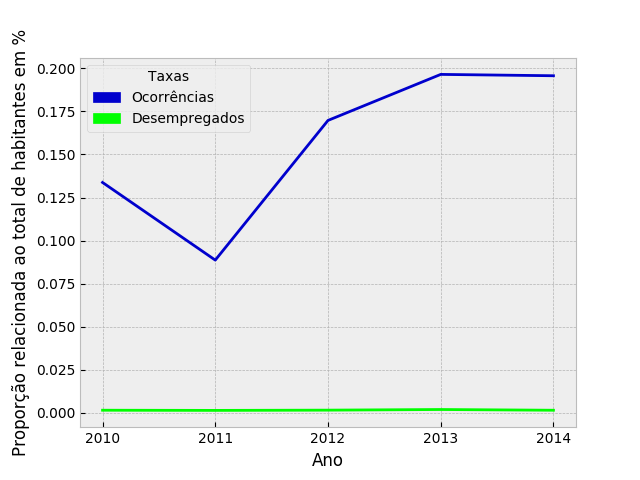 Proporção relacionada ao total de habitantes em %
0.200
0.175
0.150
0.125
0.100
0.075
0.050
0.025
0.000
Taxas
Ocorrências
Desempregados
2010 2011 2012 2013 2014
Ano